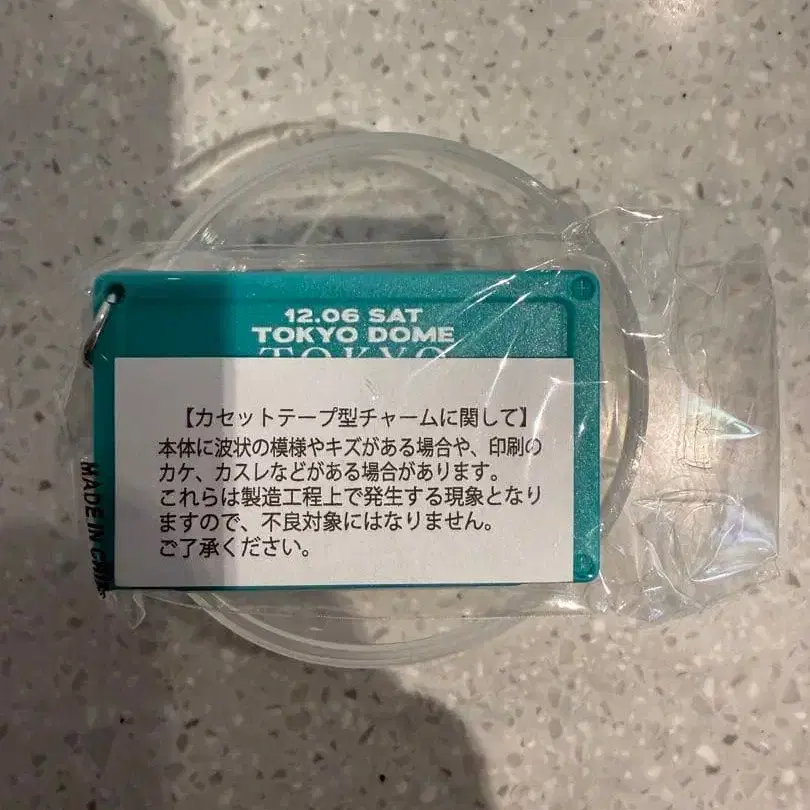 12.06 SAT
TOKYO DOME
TOKYO
【カセットテープ型チャームに関して】
本体に波状の模様やキズがある場合や、印刷の
カケ、カスレなどがある場合があります。
これらは製造工程上で発生する現象となり
ますので、不良対象にはなりません。
ご了承ください。
MADE IN CHINA